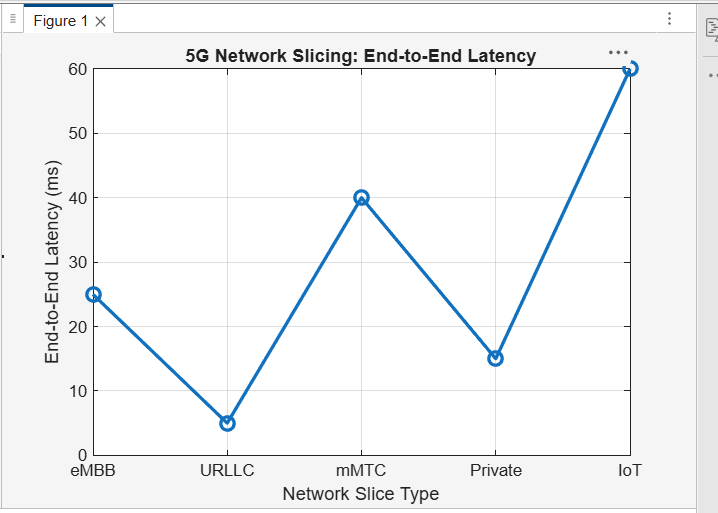 Figure 1
5G Network Slicing: End-to-End Latency
60
50
40
30
20
10
0
End-to-End Latency (ms)
eMBB URLLC mMTC Private IoT
Network Slice Type